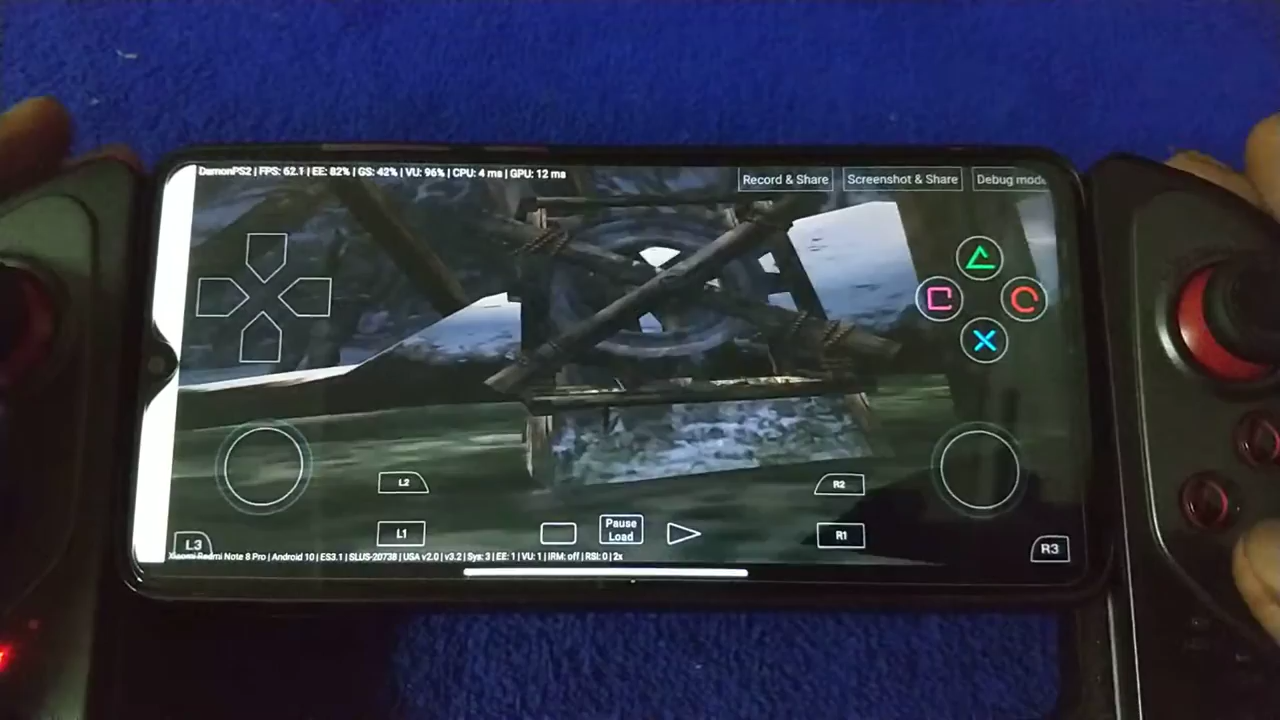 DamonPS2 | FPS: 62.1 | EE: 82% | GS: 42% | VU: 96% | CPU: 4 ms | GPU: 12 ms
Record & Share
Screenshot & Share
Debug mode
L2
R2
L1
Pause
Load
R1
L3
R3
Xiaomi Redmi Note 8 Pro | Android 10 | ES3.1 | SLUS-20738 | USA v2.0 | v3.2 | Sys: 3 | EE: 1 | VU: 1 | IRM: off | RSI: 0 | 2x